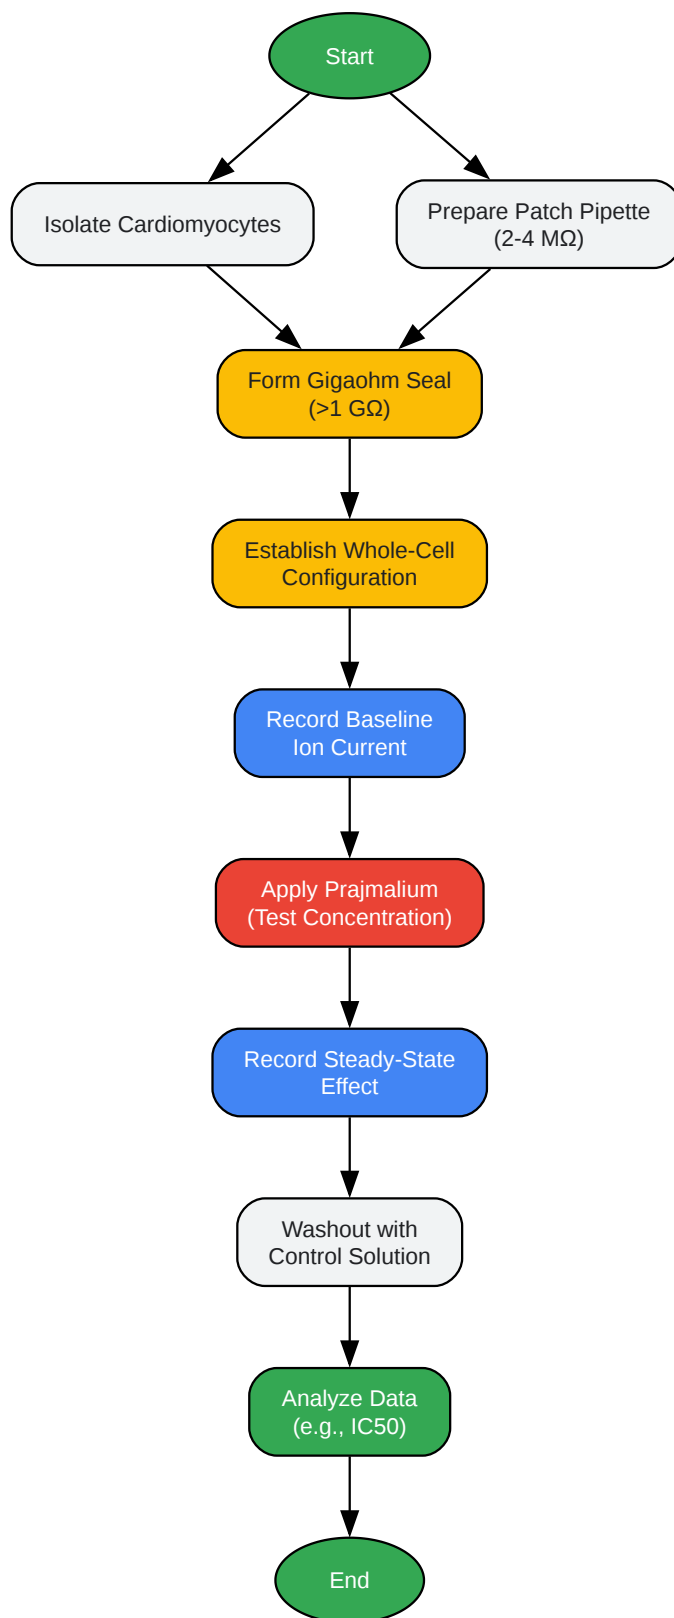 Start
Isolate Cardiomyocytes
Prepare Patch Pipette
(2-4 MΩ)
Form Gigaohm Seal
(>1 GΩ)
Establish Whole-Cell
Configuration
Record Baseline
Ion Current
Apply Prajmalium
(Test Concentration)
Record Steady-State
Effect
Washout with
Control Solution
Analyze Data
(e.g., IC50)
End